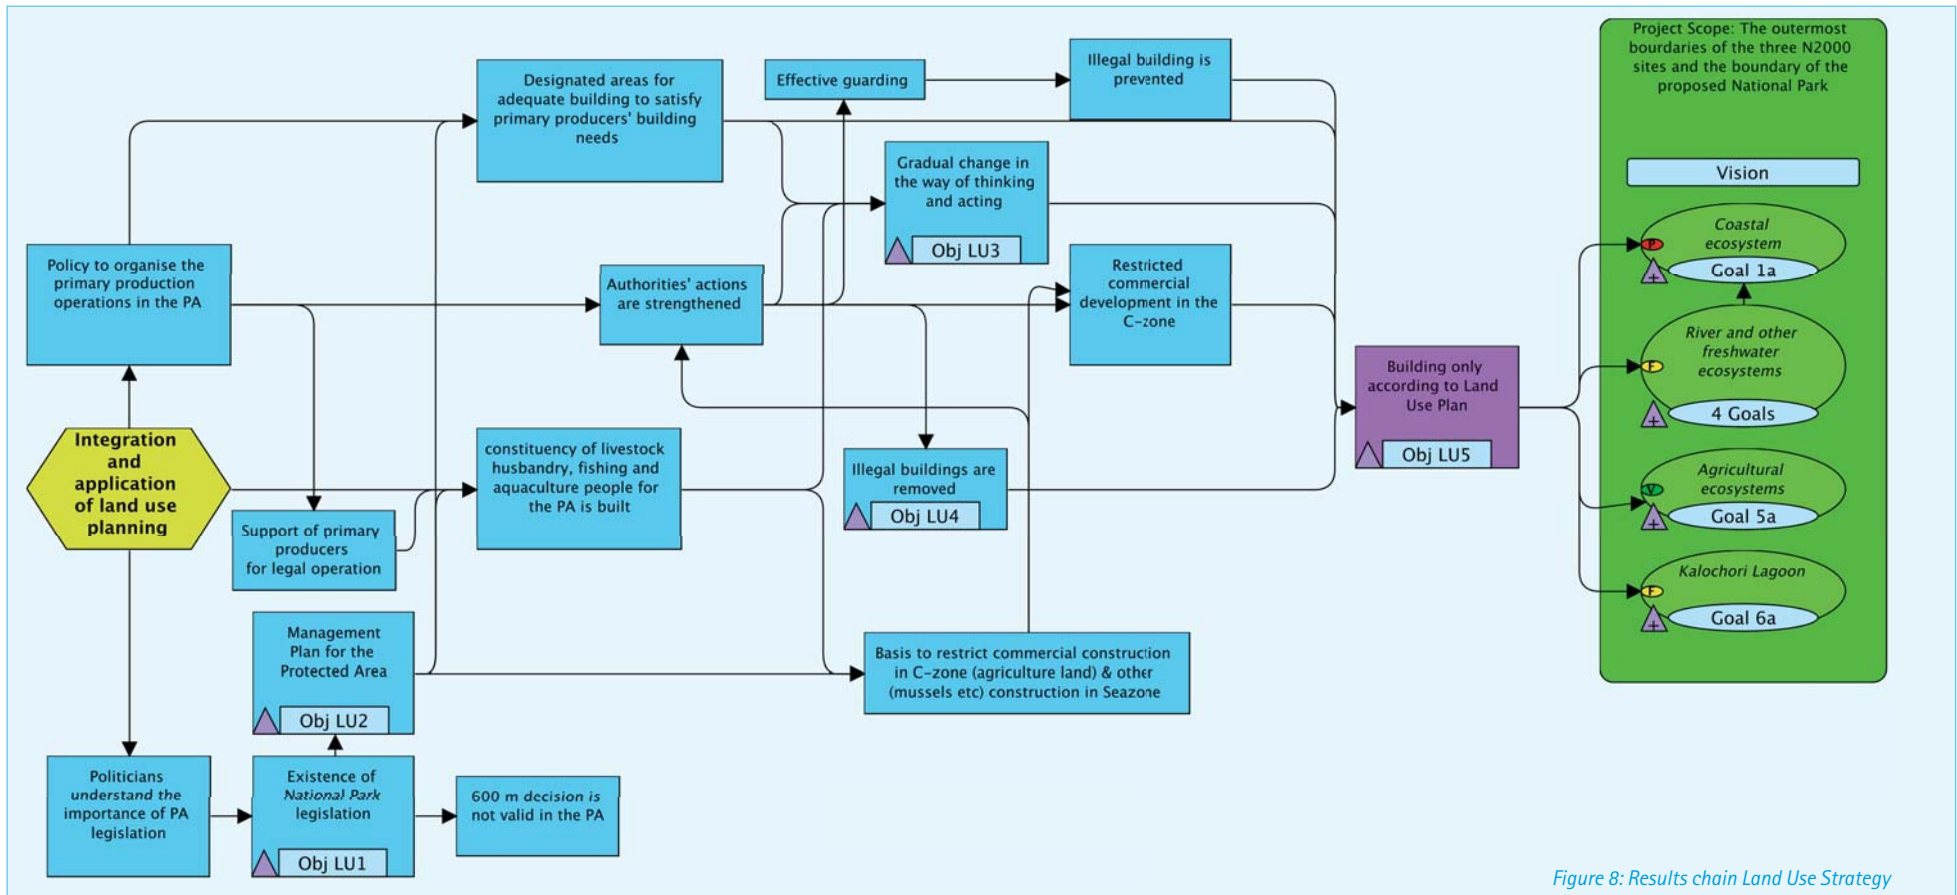 Designated areas for
adequate building to satisfy
primary producers' building
needs
Effective guarding
Illegal building is
prevented
Project Scope: The outermost
bourdaries of the three N2000
sites and the boundary of the
proposed National Park
Vision
Gradual change in
the way of thinking
and acting
Obj LU3
Policy to organise the
primary production
operations in the PA
Authorities' actions
are strengthened
Restricted
commercial
development in the
C-zone
Coastal
ecosystem
P
+
Goal 1a
River and other
freshwater
ecosystems
F
+
4 Goals
Building only
according to Land
Use Plan
Obj LU5
Integration
and
application
of land use
planning
constituency of livestock
husbandry, fishing and
aquaculture people for
the PA is built
Illegal buildings are
removed
Obj LU4
Agricultural
ecosystems
V
+
Goal 5a
Support of primary
producers
for legal operation
Kalochori Lagoon
F
+
Goal 6a
Management
Plan for the
Protected Area
Obj LU2
Basis to restrict commercial construction
in C-zone (agriculture land) & other
(mussels etc) construction in Seazone
Politicians
understand the
importance of PA
legislation
Existence of
National Park
legislation
Obj LU1
600 m decision is
not valid in the PA
Figure 8: Results chain Land Use Strategy